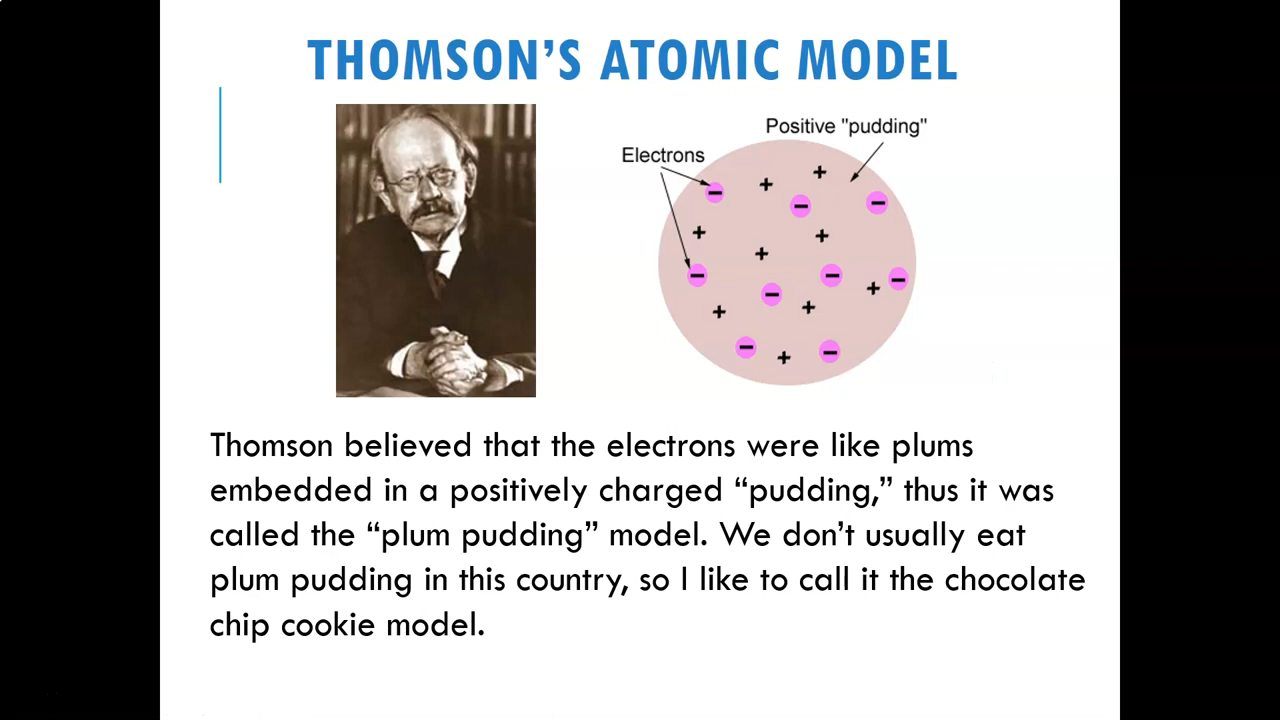 THOMSON'S ATOMIC MODEL
Positive "pudding"
Electrons
Thomson believed that the electrons were like plums
embedded in a positively charged “pudding,” thus it was
called the “plum pudding” model. We don’t usually eat
plum pudding in this country, so I like to call it the chocolate
chip cookie model.